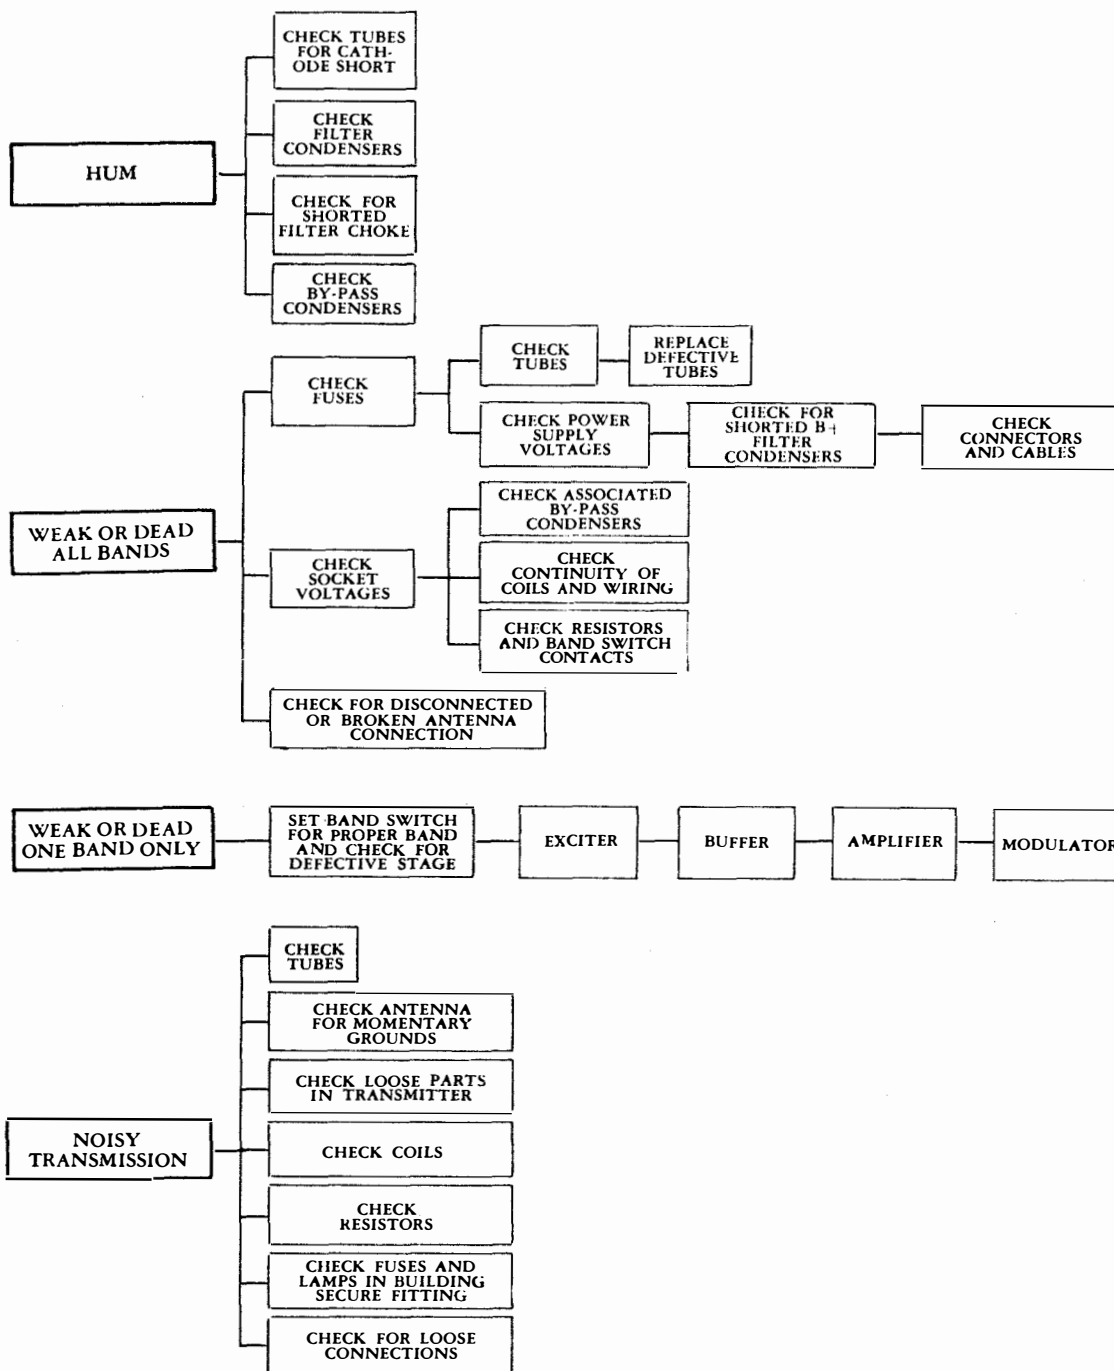 CHECK TUBES
FOR CATH-
ODE SHORT
CHECK
FILTER
CONDENSERS
HUM
CHECK FOR
SHORTED
FILTER CHOKE
CHECK
BY-PASS
CONDENSERS
CHECK
FUSES
CHECK
TUBES
REPLACE
DEFECTIVE
TUBES
CHECK POWER
SUPPLY
VOLTAGES
CHECK FOR
SHORTED B+
FILTER
CONDENSERS
CHECK
CONNECTORS
AND CABLES
WEAK OR DEAD
ALL BANDS
CHECK
SOCKET
VOLTAGES
CHECK ASSOCIATED
BY-PASS
CONDENSERS
CHECK
CONTINUITY OF
COILS AND WIRING
CHECK RESISTORS
AND BAND SWITCH
CONTACTS
CHECK FOR DISCONNECTED
OR BROKEN ANTENNA
CONNECTION
WEAK OR DEAD
ONE BAND ONLY
SET BAND SWITCH
FOR PROPER BAND
AND CHECK FOR
DEFECTIVE STAGE
EXCITER
BUFFER
AMPLIFIER
MODULATOR
CHECK
TUBES
CHECK ANTENNA
FOR MOMENTARY
GROUNDS
CHECK LOOSE PARTS
IN TRANSMITTER
NOISY
TRANSMISSION
CHECK COILS
CHECK
RESISTORS
CHECK FUSES AND
LAMPS IN BUILDING
SECURE FITTING
CHECK FOR LOOSE
CONNECTIONS